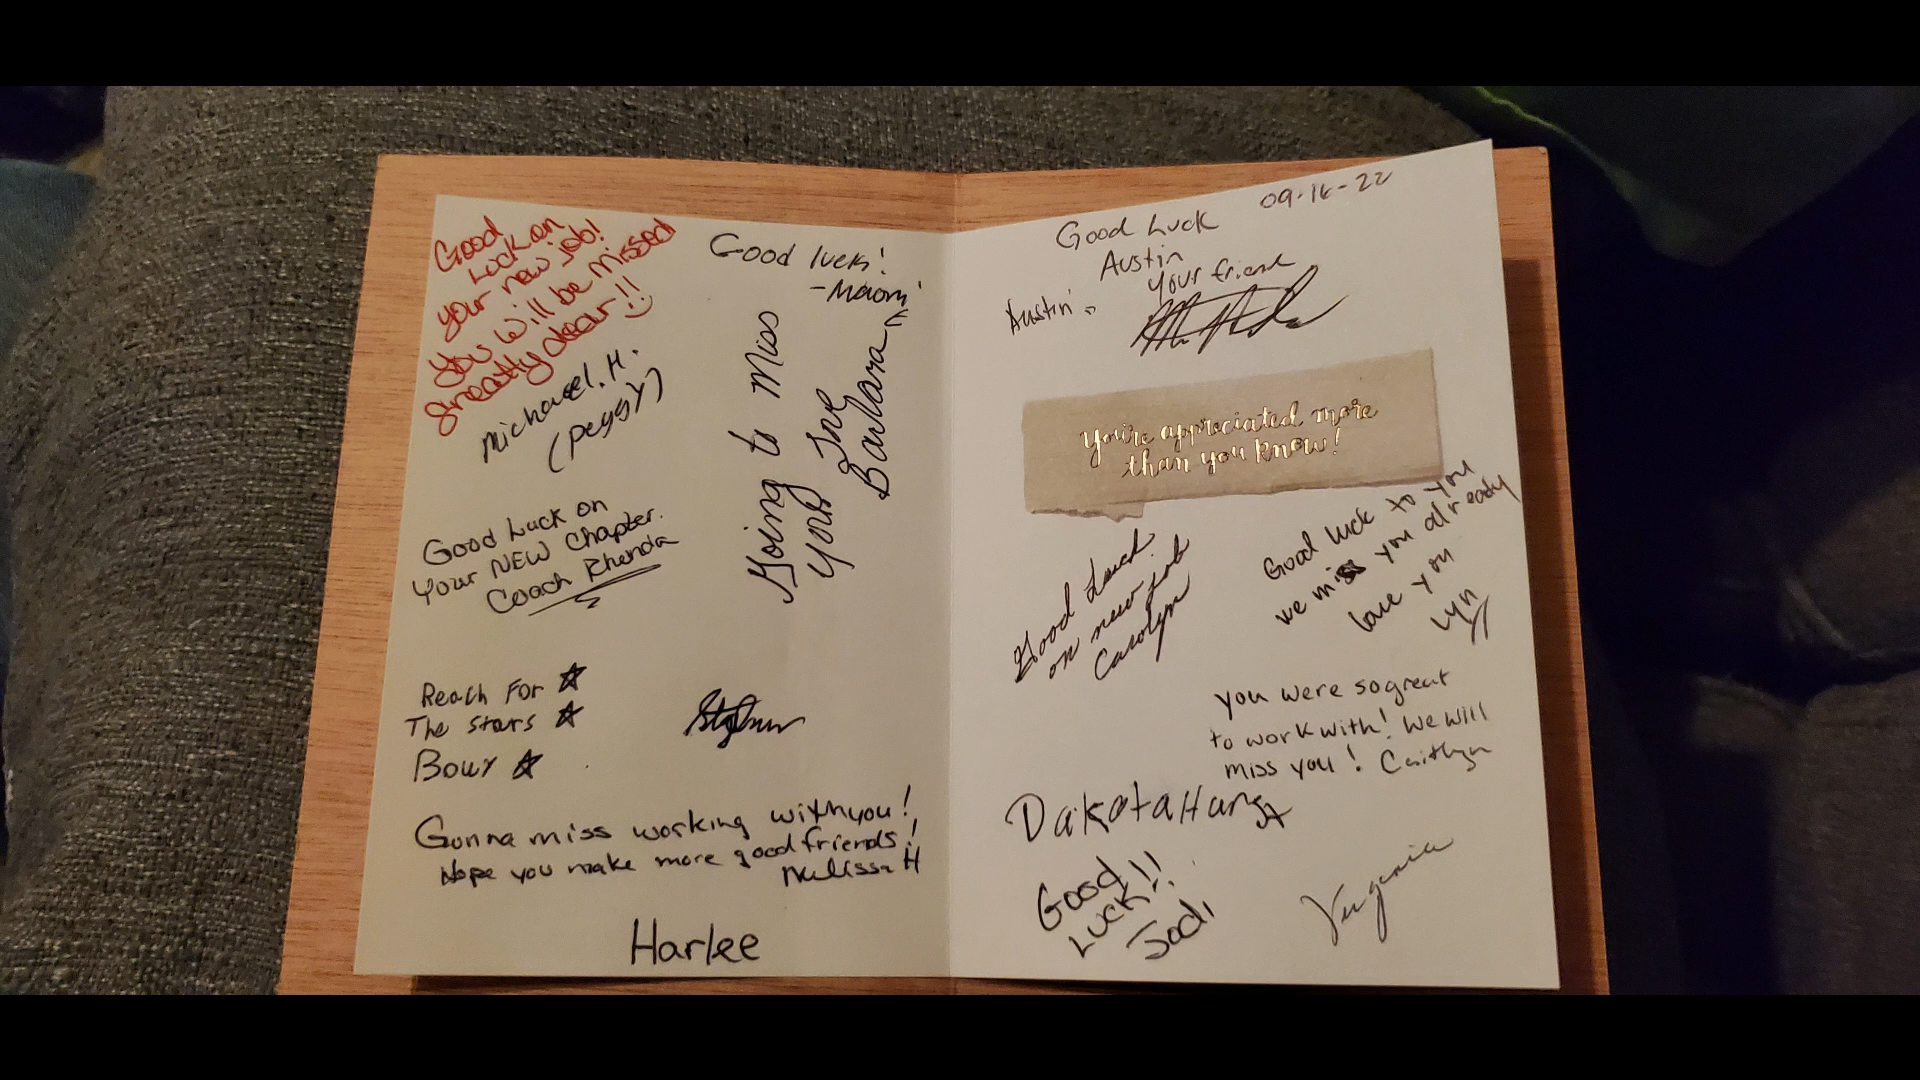 Good
Luck on
your new job!
You will be missed
greatly dear!!
Michael. H.
(Peggy)
Good luck!
-Naomi
Going to Miss
your
Barbara
Good Luck on
Your NEW Chapter.
Coach Rhonda
Reach For
The stars
Bowy
Gonna miss working with you!
Hope you make more good friends!
Melissa H
Harlee
09-16-22
Good Luck
Austin
your friend
Austin
You're appreciated more
than you know!
Good Luck
on new job
Carolyn
Good luck to you
we miss you already
love you
Lyn
You were so great
to work with! We will
miss you! Caitlyn
Dakota
Good
Luck!!
Jodi
Virginia